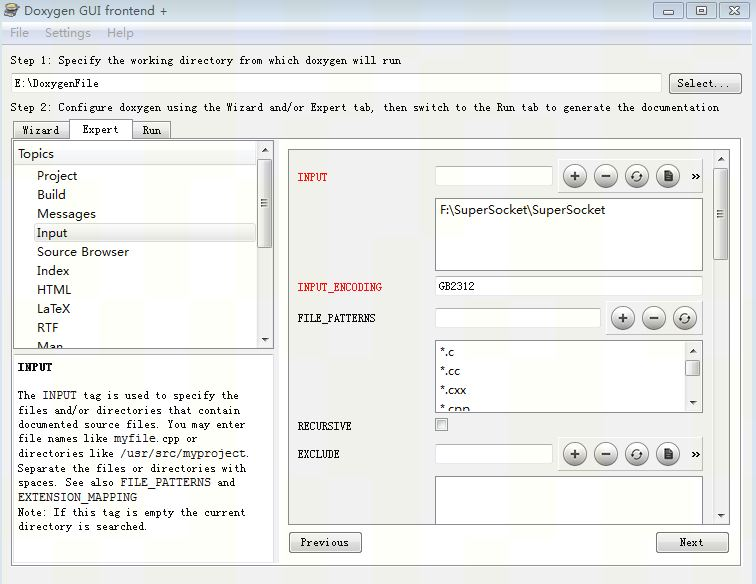 Doxygen GUI frontend +
File Settings Help
Step 1: Specify the working directory from which doxygen will run
E:\DoxygenFile
Select...
Step 2: Configure doxygen using the Wizard and/or Expert tab, then switch to the Run tab to generate the documentation
Wizard Expert Run
Topics
Project
Build
Messages
Input
Source Browser
Index
HTML
LaTeX
RTF
Man
INPUT
The INPUT tag is used to specify the
files and/or directories that contain
documented source files. You may enter
file names like myfile.cpp or
directories like /usr/src/myproject.
Separate the files or directories with
spaces. See also FILE_PATTERNS and
EXTENSION_MAPPING
Note: If this tag is empty the current
directory is searched.
INPUT
»
F:\SuperSocket\SuperSocket
INPUT_ENCODING
GB2312
FILE_PATTERNS
*.c
*.cc
*.cxx
*.cpp
RECURSIVE
EXCLUDE
»
Previous
Next